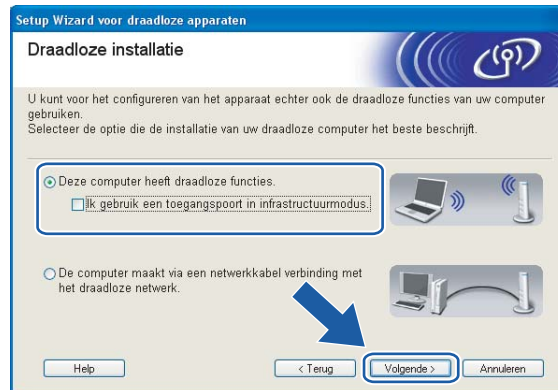 Setup Wizard voor draadloze apparaten
Draadloze installatie
U kunt voor het configureren van het apparaat echter ook de draadloze functies van uw computer
gebruiken.
Selecteer de optie die de installatie van uw draadloze computer het beste beschrijft.
Deze computer heeft draadloze functies.
Ik gebruik een toegangspoort in infrastructuurmodus.
De computer maakt via een netwerkkabel verbinding met
het draadloze netwerk.
Help
< Terug
Volgende >
Annuleren